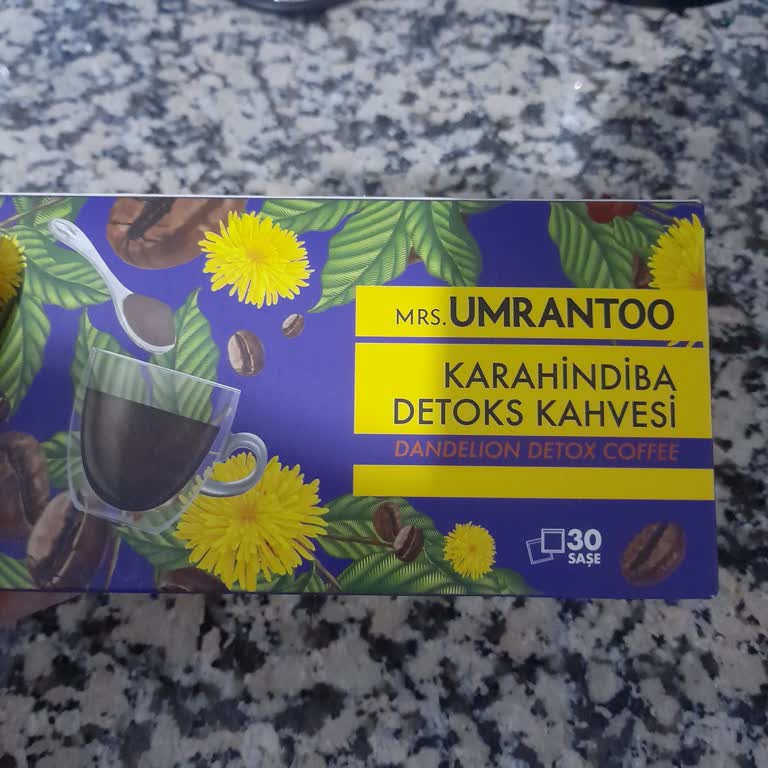 MRS. UMRANTOO
KARAHİNDİBA
DETOKS KAHVESİ
DANDELION DETOX COFFEE
30
SAŞE